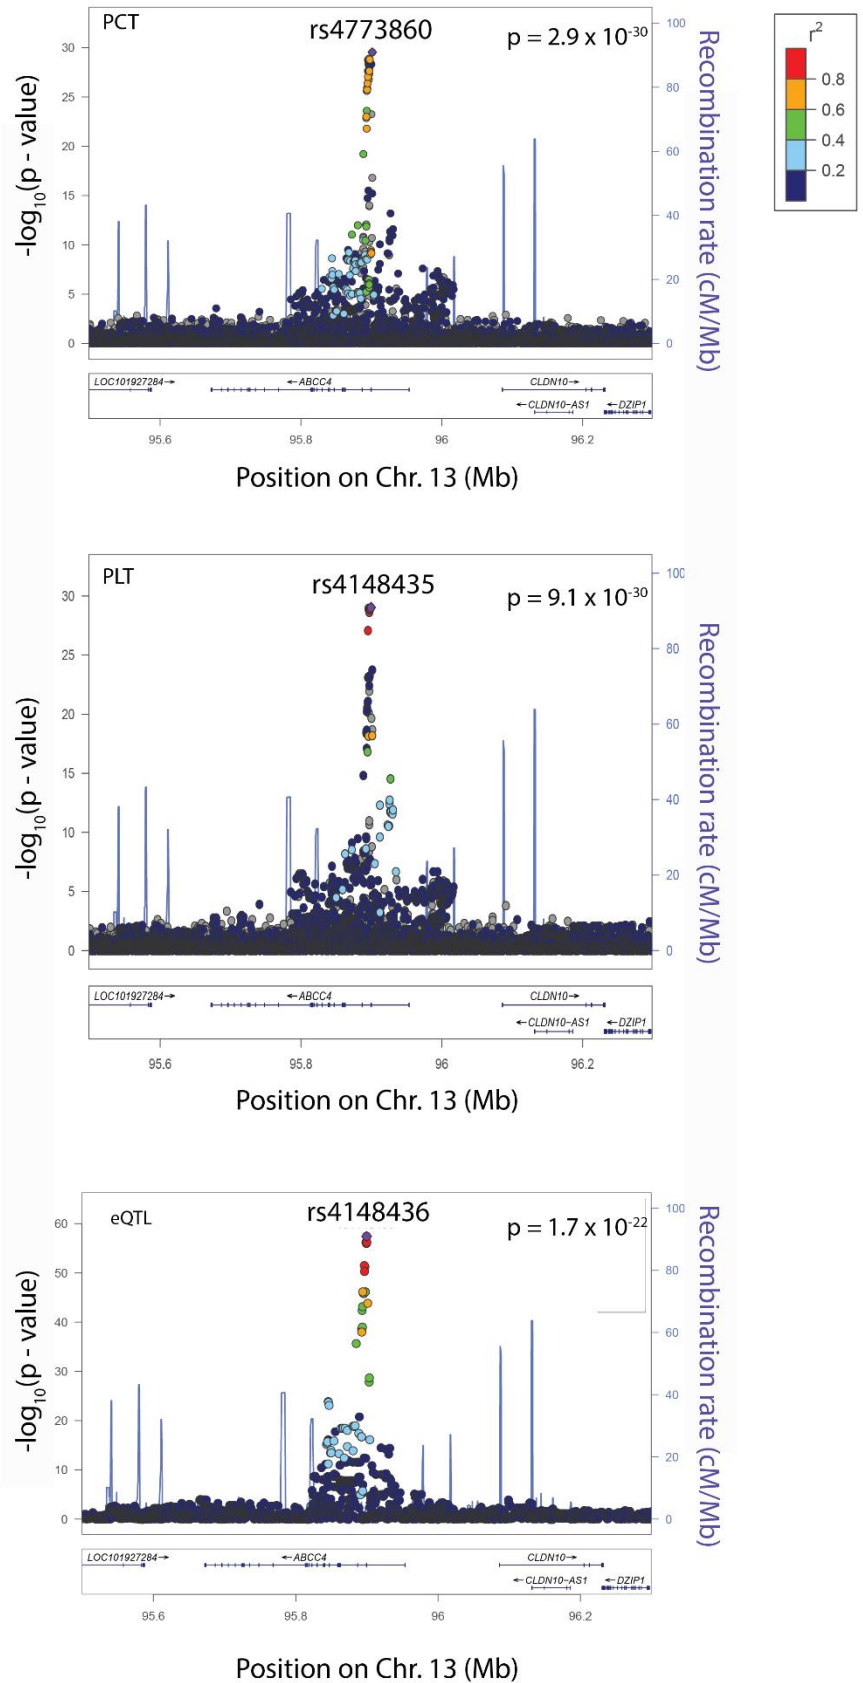 PCT
rs4773860
p = 2.9 x 10-30
r2
0.8
0.6
0.4
0.2
-log10(p - value)
30
25
20
15
10
5
0
100
80
60
40
20
0
Recombination rate (cM/Mb)
LOC101927284→
←ABCC4
CLDN10→
←CLDN10−AS1
←DZIP1
95.6 95.8 96 96.2
Position on Chr. 13 (Mb)
PLT
rs4148435
p = 9.1 x 10-30
-log10(p - value)
30
25
20
15
10
5
0
100
80
60
40
20
0
Recombination rate (cM/Mb)
LOC101927284→
←ABCC4
CLDN10→
←CLDN10−AS1
←DZIP1
95.6 95.8 96 96.2
Position on Chr. 13 (Mb)
eQTL
rs4148436
p = 1.7 x 10-22
-log10(p - value)
60
50
40
30
20
10
0
100
80
60
40
20
0
Recombination rate (cM/Mb)
LOC101927284→
←ABCC4
CLDN10→
←CLDN10−AS1
←DZIP1
95.6 95.8 96 96.2
Position on Chr. 13 (Mb)